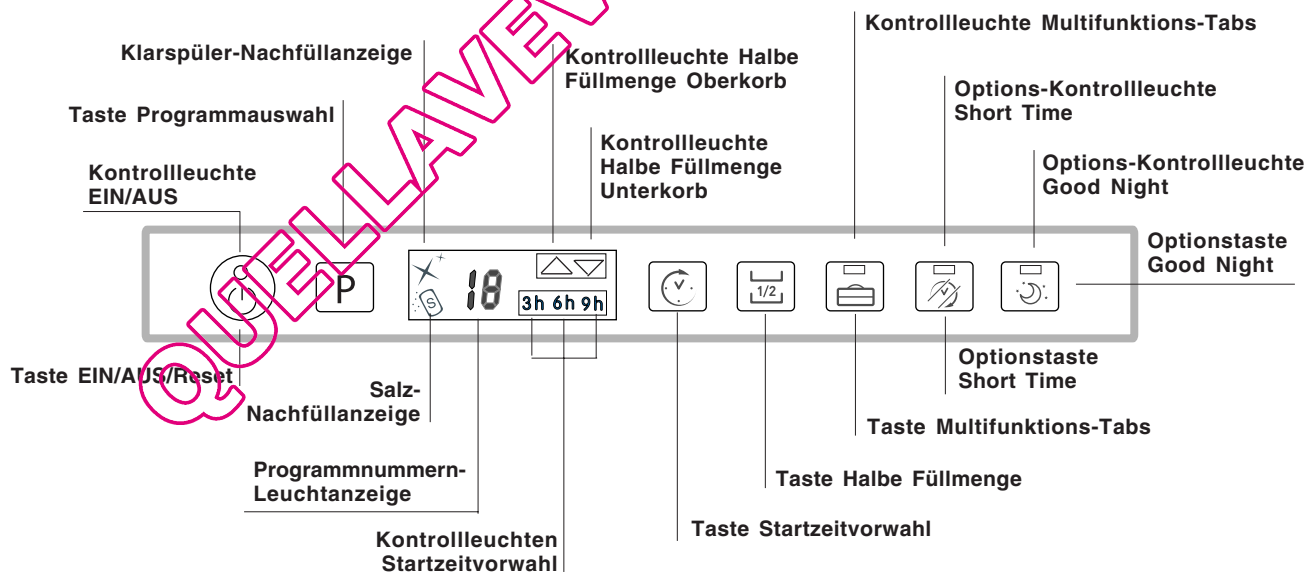 Kontrollleuchte Multifunktions-Tabs
Klarspüler-Nachfüllanzeige
Kontrollleuchte Halbe
Füllmenge Oberkorb
Options-Kontrollleuchte
Short Time
Taste Programmauswahl
Kontrollleuchte
Halbe Füllmenge
Unterkorb
Options-Kontrollleuchte
Good Night
Kontrollleuchte
EIN/AUS
Optionstaste
Good Night
P
S
18
3h 6h 9h
1/2
Taste EIN/AUS/Reset
Salz-
Nachfüllanzeige
Optionstaste
Short Time
Taste Multifunktions-Tabs
Programmnummern-
Leuchtanzeige
Taste Halbe Füllmenge
Taste Startzeitvorwahl
Kontrollleuchten
Startzeitvorwahl
QUELLAVE